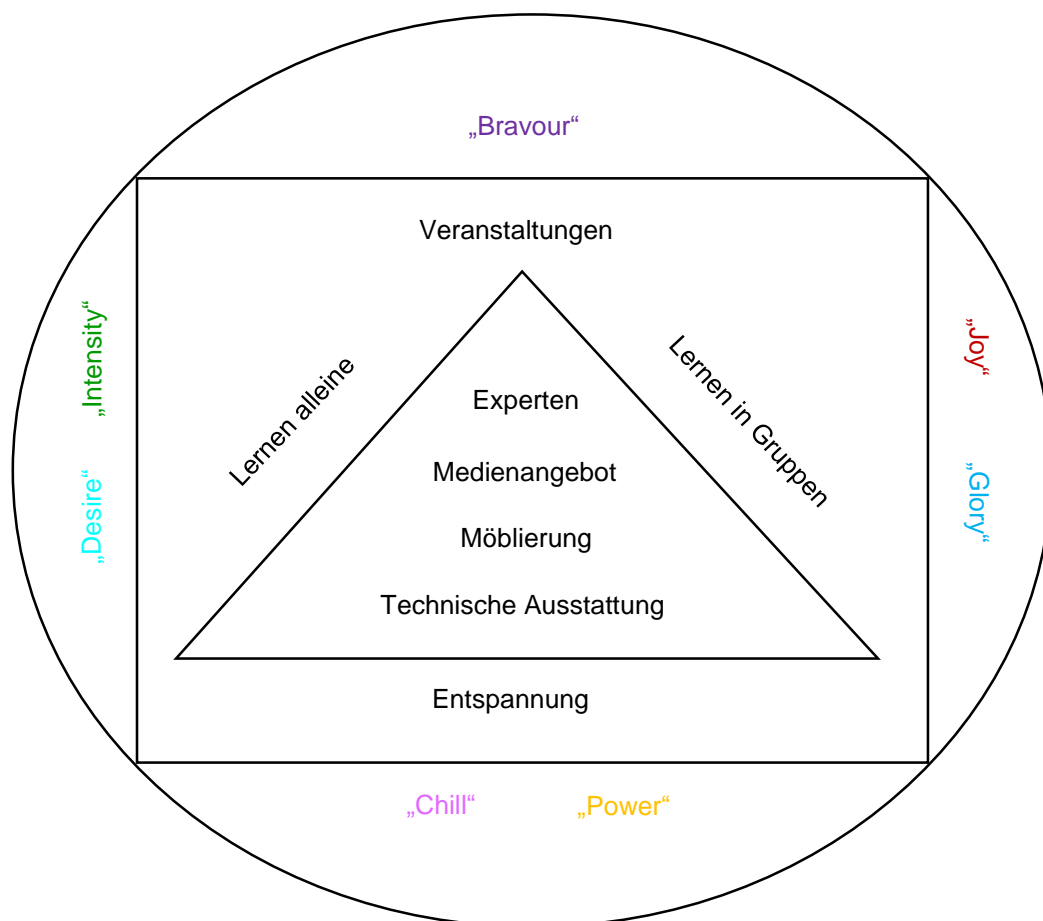 „Bravour“
Veranstaltungen
„Intensity“
„Desire“
Lernen alleine
Experten
Medienangebot
Möblierung
Technische Ausstattung
Lernen in Gruppen
„Joy“
„Glory“
Entspannung
„Chill“
„Power“